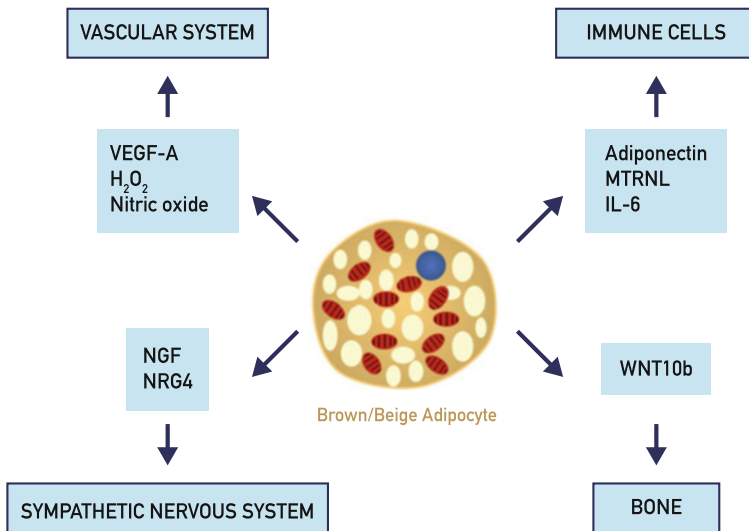 VASCULAR SYSTEM
IMMUNE CELLS
VEGF-A
H₂O₂
Nitric oxide
Adiponectin
MTRNL
IL-6
NGF
NRG4
WNT10b
Brown/Beige Adipocyte
SYMPATHETIC NERVOUS SYSTEM
BONE